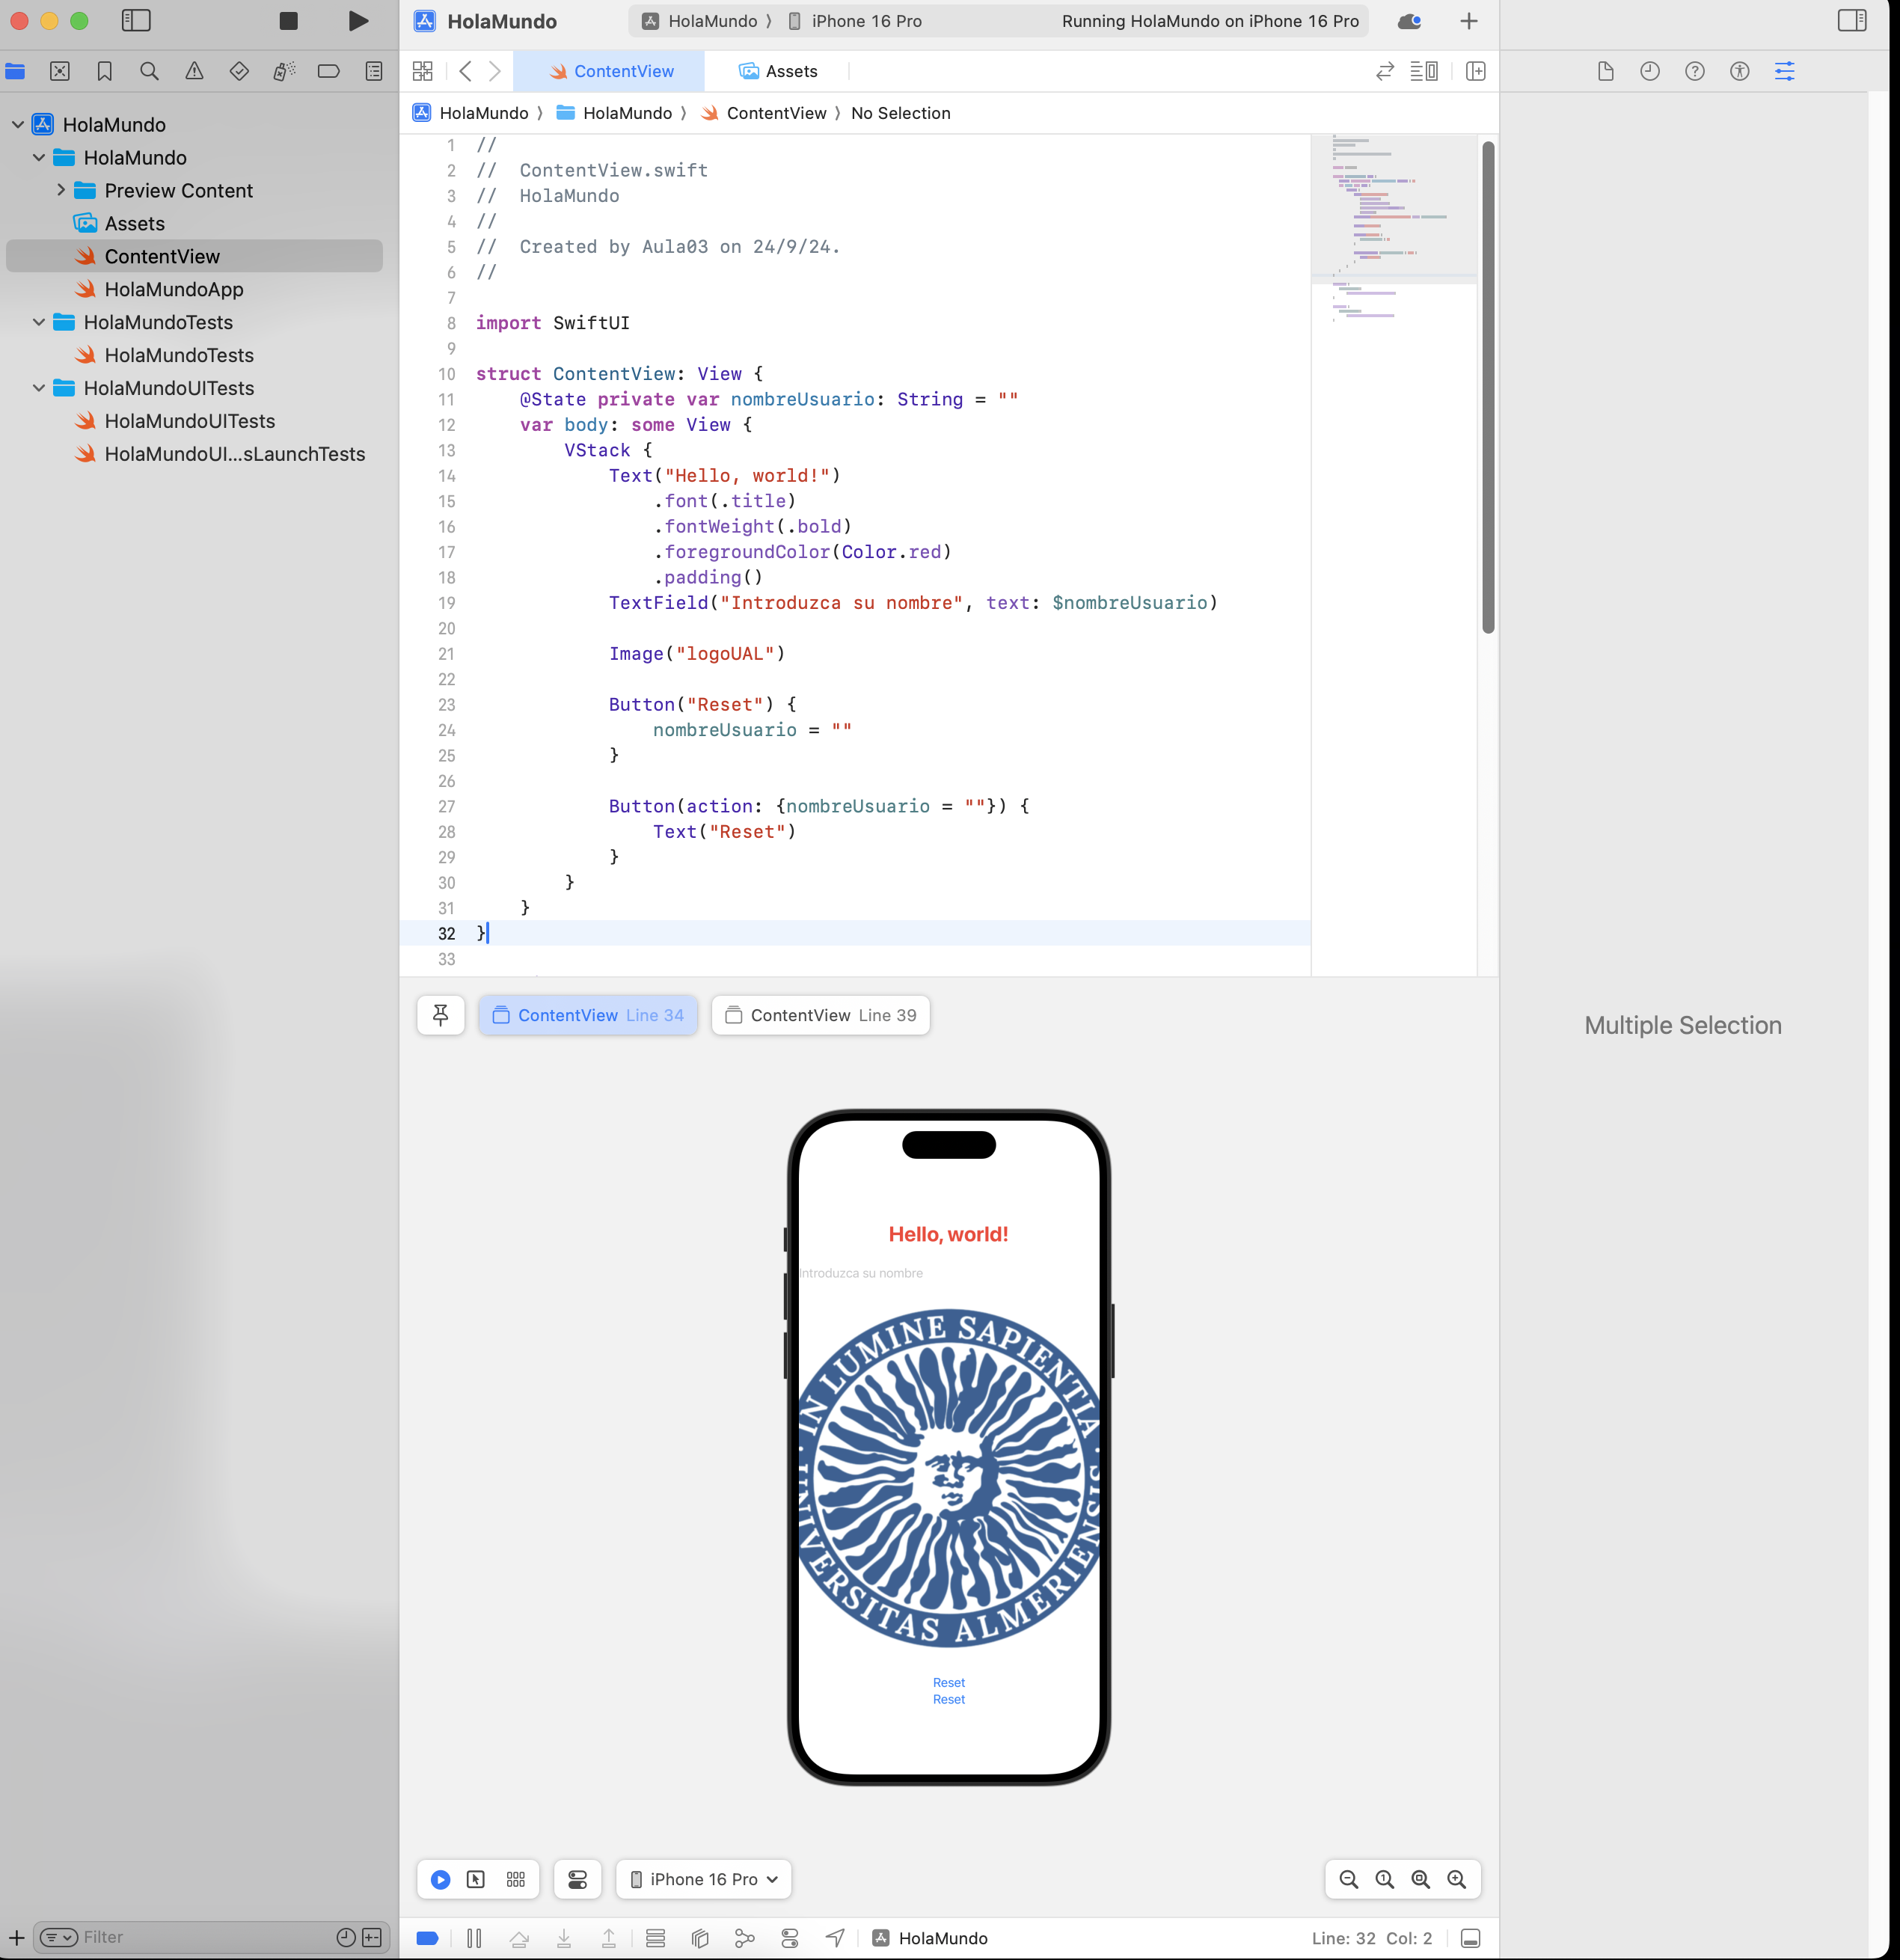 HolaMundo
HolaMundo 〉 iPhone 16 Pro
Running HolaMundo on iPhone 16 Pro
ContentView
Assets
HolaMundo 〉 HolaMundo 〉 ContentView 〉 No Selection
HolaMundo
HolaMundo
Preview Content
Assets
ContentView
HolaMundoApp
HolaMundoTests
HolaMundoTests
HolaMundoUITests
HolaMundoUITests
HolaMundoUI...sLaunchTests
1 //
2 //  ContentView.swift
3 //  HolaMundo
4 //
5 //  Created by Aula03 on 24/9/24.
6 //
7
8 import SwiftUI
9
10 struct ContentView: View {
11     @State private var nombreUsuario: String = ""
12     var body: some View {
13         VStack {
14             Text("Hello, world!")
15                 .font(.title)
16                 .fontWeight(.bold)
17                 .foregroundColor(Color.red)
18                 .padding()
19             TextField("Introduzca su nombre", text: $nombreUsuario)
20
21             Image("logoUAL")
22
23             Button("Reset") {
24                 nombreUsuario = ""
25             }
26
27             Button(action: {nombreUsuario = ""}) {
28                 Text("Reset")
29             }
30         }
31     }
32 }
33
ContentView Line 34
ContentView Line 39
Multiple Selection
Hello, world!
Introduzca su nombre
IN LUMINE SAPIENTIA
UNIVERSITAS ALMERIENSIS
Reset
Reset
iPhone 16 Pro
Filter
HolaMundo
Line: 32 Col: 2